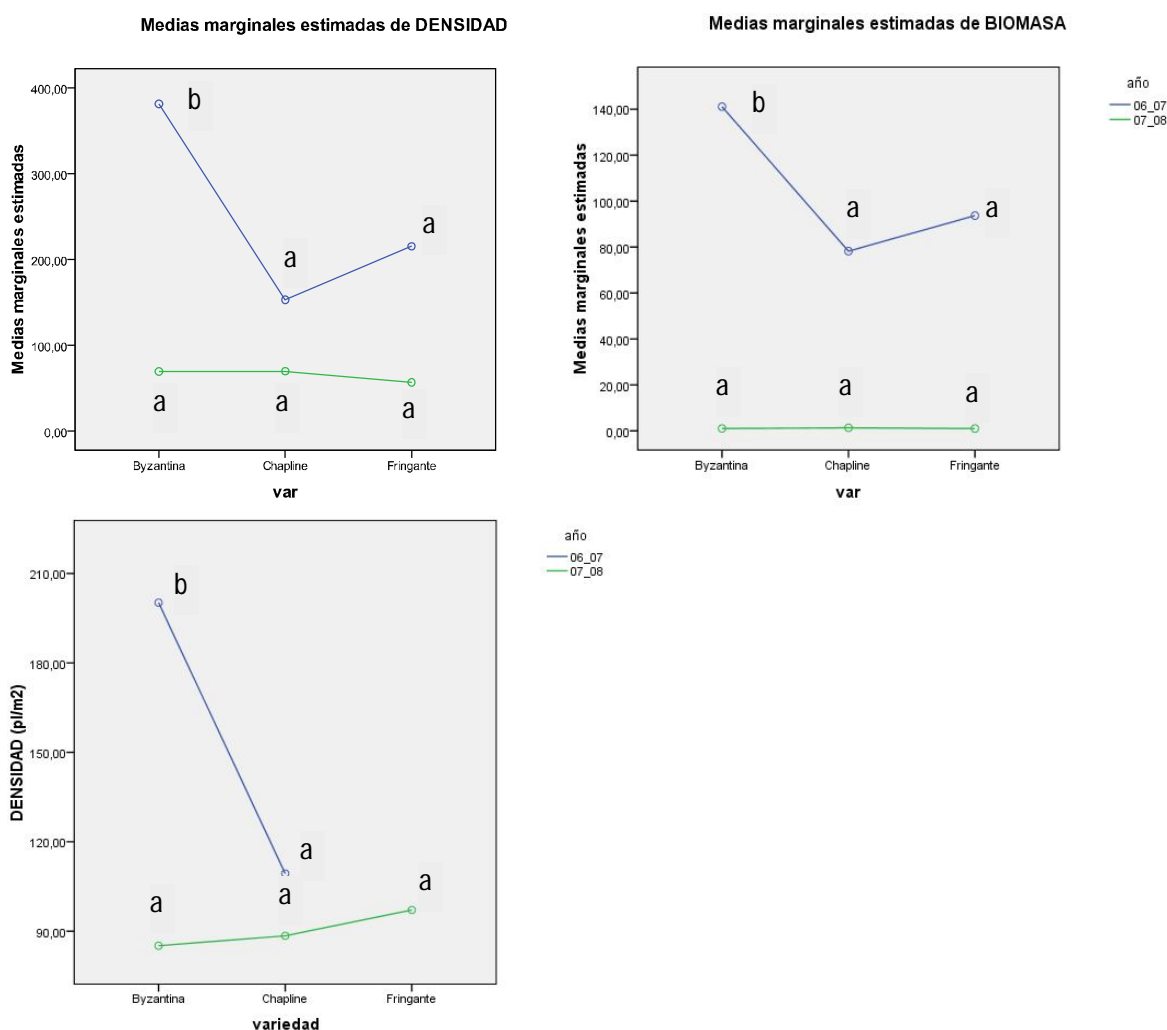 Medias marginales estimadas de DENSIDAD
Medias marginales estimadas
400,00
300,00
200,00
100,00
0,00
b
a
a
a
a
a
Byzantina
Chapline
Fringante
var
Medias marginales estimadas de BIOMASA
Medias marginales estimadas
140,00
120,00
100,00
80,00
60,00
40,00
20,00
0,00
b
a
a
a
a
a
Byzantina
Chapline
Fringante
var
año
06_07
07_08
DENSIDAD (pl/m2)
210,00
180,00
150,00
120,00
90,00
b
a
a
a
a
Byzantina
Chapline
Fringante
variedad
año
06_07
07_08